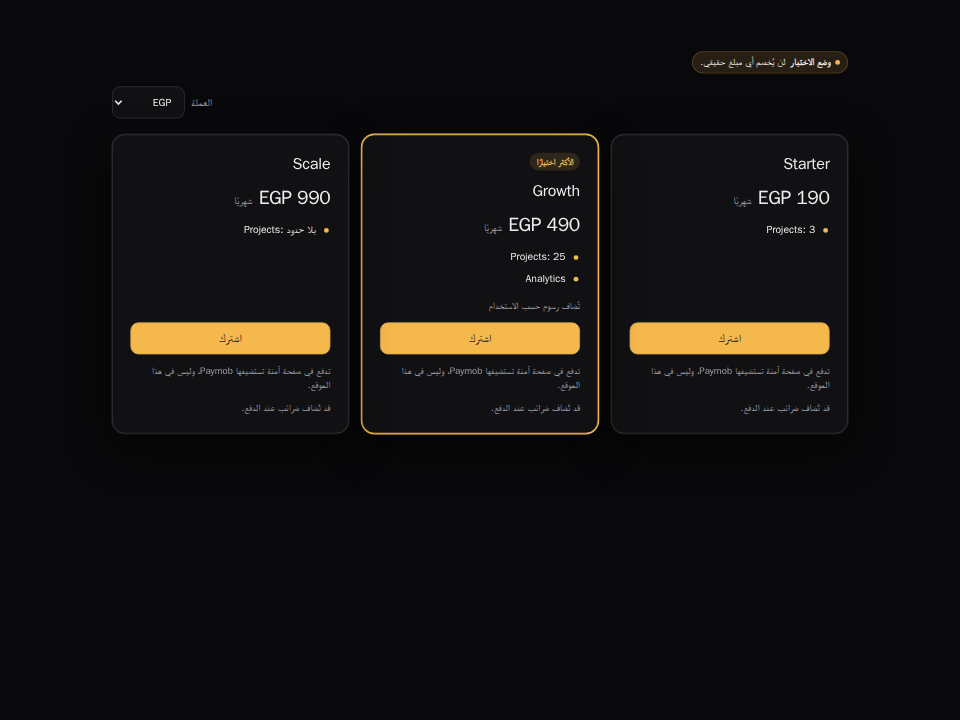 وضع الاختبار لن يُخصم أي مبلغ حقيقي.
العملة EGP
Starter
EGP 190 شهريًا
Projects: 3
اشترك
تدفع في صفحة آمنة تستضيفها Paymob، وليس في هذا
الموقع.
قد تُضاف ضرائب عند الدفع.
الأكثر اختيارًا
Growth
EGP 490 شهريًا
Projects: 25
Analytics
تُضاف رسوم حسب الاستخدام
اشترك
تدفع في صفحة آمنة تستضيفها Paymob، وليس في هذا
الموقع.
قد تُضاف ضرائب عند الدفع.
Scale
EGP 990 شهريًا
Projects: بلا حدود
اشترك
تدفع في صفحة آمنة تستضيفها Paymob، وليس في هذا
الموقع.
قد تُضاف ضرائب عند الدفع.